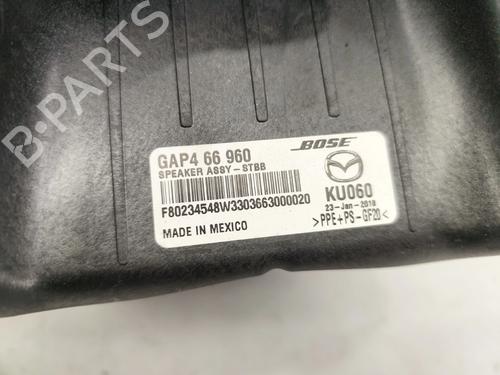 BOSE
GAP4 66 960
SPEAKER ASSY-STBB
F80234548W3303663000020
MADE IN MEXICO
KU060
23-Jan-2018
>PPE+PS-GF20<
B-PARTS